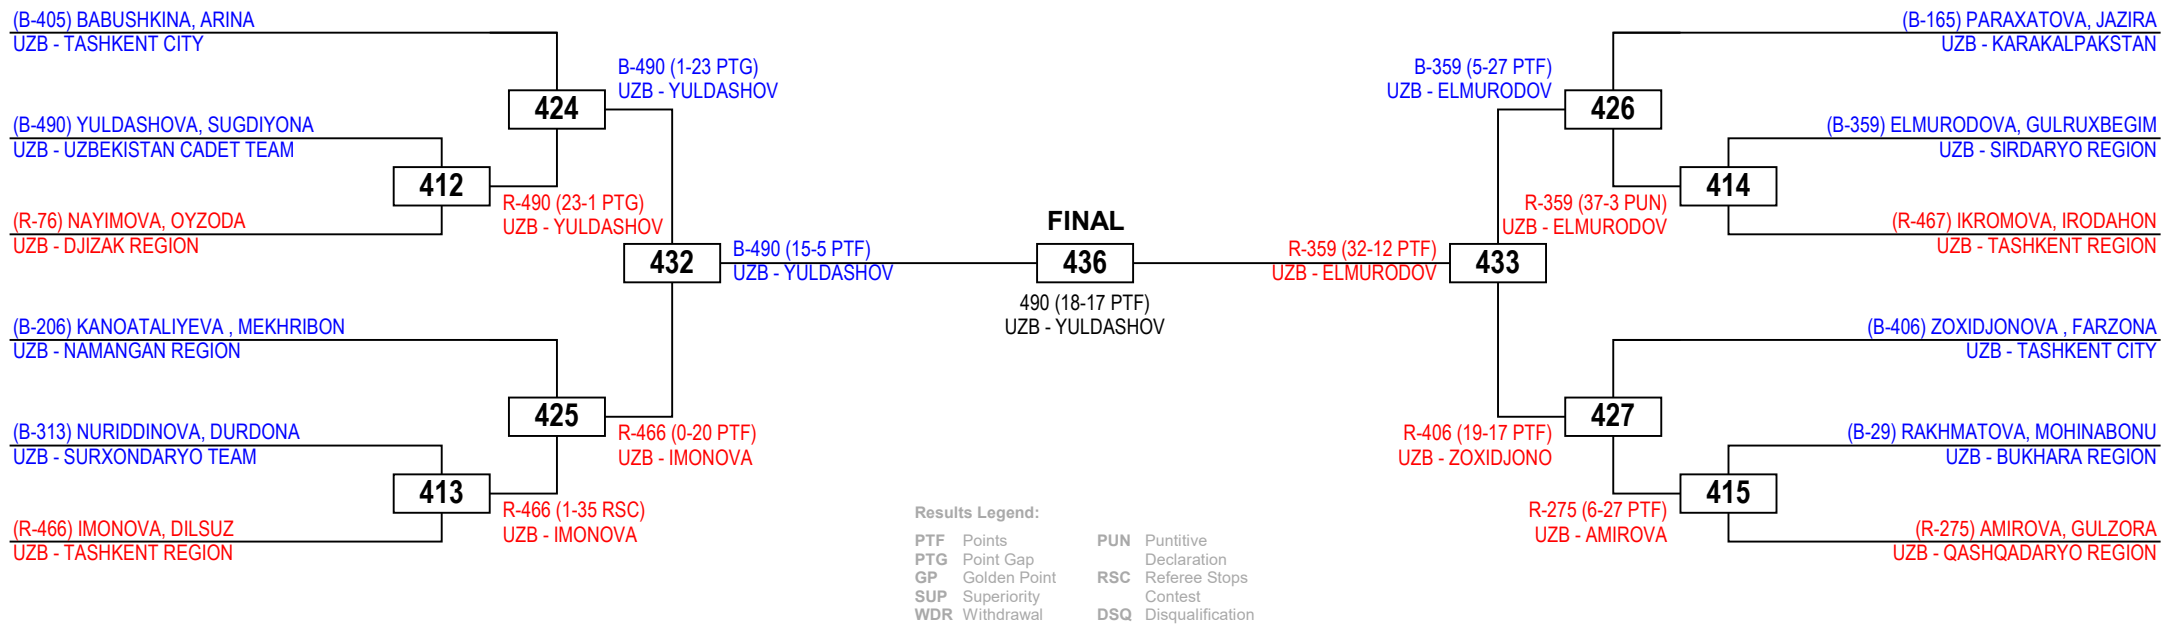 (B-405) BABUSHKINA, ARINA
UZB - TASHKENT CITY
(B-490) YULDASHOVA, SUGDIYONA
UZB - UZBEKISTAN CADET TEAM
(R-76) NAYIMOVA, OYZODA
UZB - DJIZAK REGION
(B-206) KANOATALIYEVA , MEKHRIBON
UZB - NAMANGAN REGION
(B-313) NURIDDINOVA, DURDONA
UZB - SURXONDARYO TEAM
(R-466) IMONOVA, DILSUZ
UZB - TASHKENT REGION
412
413
R-490 (23-1 PTG)
UZB - YULDASHOV
R-466 (1-35 RSC)
UZB - IMONOVA
424
425
B-490 (1-23 PTG)
UZB - YULDASHOV
R-466 (0-20 PTF)
UZB - IMONOVA
432
B-490 (15-5 PTF)
UZB - YULDASHOV
FINAL
436
490 (18-17 PTF)
UZB - YULDASHOV
R-359 (32-12 PTF)
UZB - ELMURODOV
433
B-359 (5-27 PTF)
UZB - ELMURODOV
R-406 (19-17 PTF)
UZB - ZOXIDJONO
426
427
R-359 (37-3 PUN)
UZB - ELMURODOV
R-275 (6-27 PTF)
UZB - AMIROVA
414
415
(B-165) PARAXATOVA, JAZIRA
UZB - KARAKALPAKSTAN
(B-359) ELMURODOVA, GULRUXBEGIM
UZB - SIRDARYO REGION
(R-467) IKROMOVA, IRODAHON
UZB - TASHKENT REGION
(B-406) ZOXIDJONOVA , FARZONA
UZB - TASHKENT CITY
(B-29) RAKHMATOVA, MOHINABONU
UZB - BUKHARA REGION
(R-275) AMIROVA, GULZORA
UZB - QASHQADARYO REGION
Results Legend:
PTF Points
PTG Point Gap
GP Golden Point
SUP Superiority
WDR Withdrawal
PUN Puntitive
Declaration
RSC Referee Stops
Contest
DSQ Disqualification